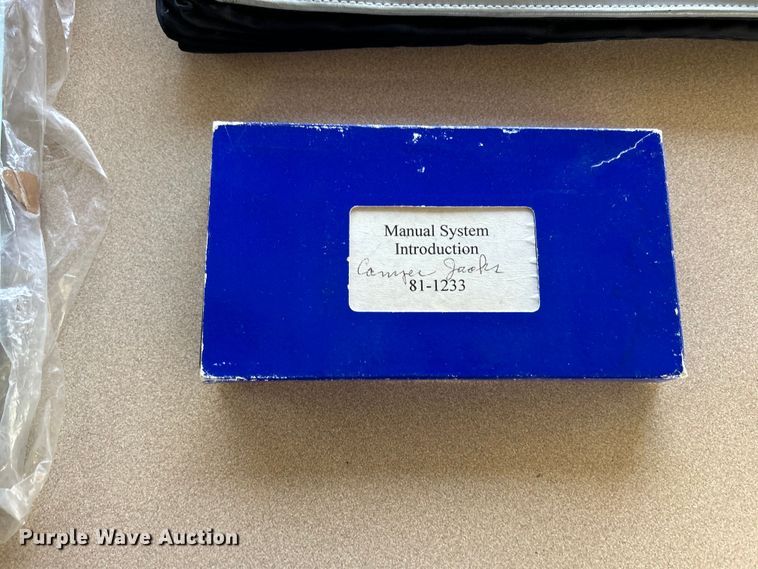 Manual System
Introduction
Camper Jacks
81-1233
Purple Wave Auction